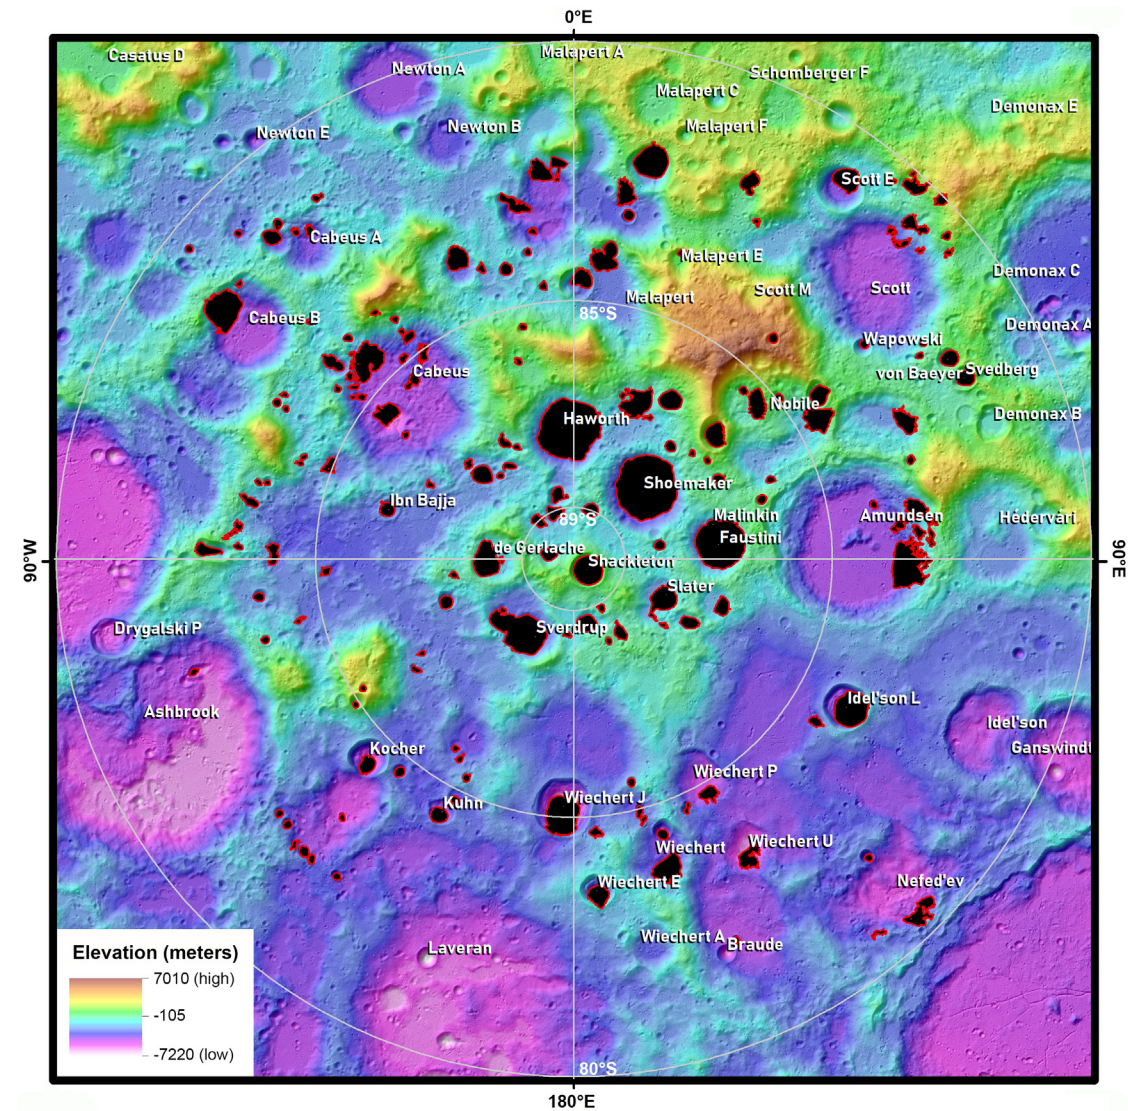 0°E
Casatus D
Malapert A
Newton A
Schomberger F
Malapert C
Demonax E
Newton E
Newton B
Malapert F
Scott E
Cabeus A
Malapert E
Demonax C
Scott
Scott M
Malapert
85°S
Cabeus B
Demonax A
Wapowski
Cabeus
von Baeyer
Svedberg
Nobile
Demonax B
Haworth
Shoemaker
Ibn Bajja
89°S
Malinkin
Amundsen
Hédervári
Faustini
de Gerlache
90°W
Shackleton
90°E
Slater
Drygalski P
Sverdrup
Idel'son L
Ashbrook
Idel'son
Kocher
Ganswindt
Wiechert P
Kuhn
Wiechert J
Wiechert
Wiechert U
Wiechert E
Nefed'ev
Wiechert A
Braude
Laveran
Elevation (meters)
7010 (high)
-105
-7220 (low)
80°S
180°E